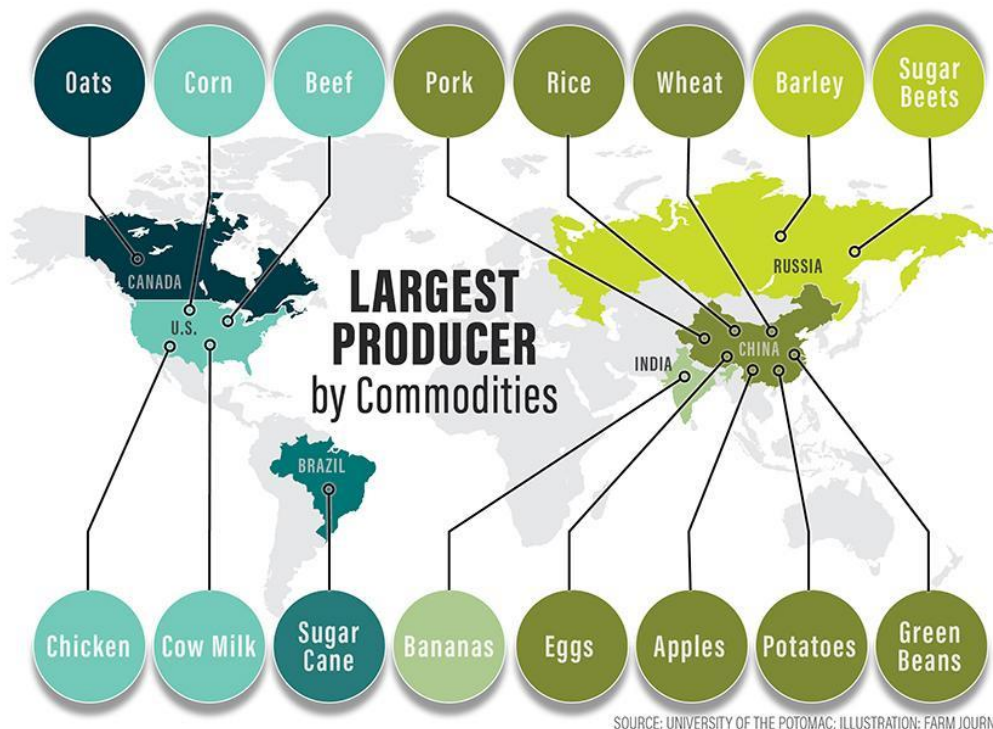 Oats
Corn
Beef
Pork
Rice
Wheat
Barley
Sugar
Beets
CANADA
U.S.
RUSSIA
CHINA
INDIA
LARGEST
PRODUCER
by Commodities
BRAZIL
Chicken
Cow Milk
Sugar
Cane
Bananas
Eggs
Apples
Potatoes
Green
Beans
SOURCE: UNIVERSITY OF THE POTOMAC; ILLUSTRATION: FARM JOURN